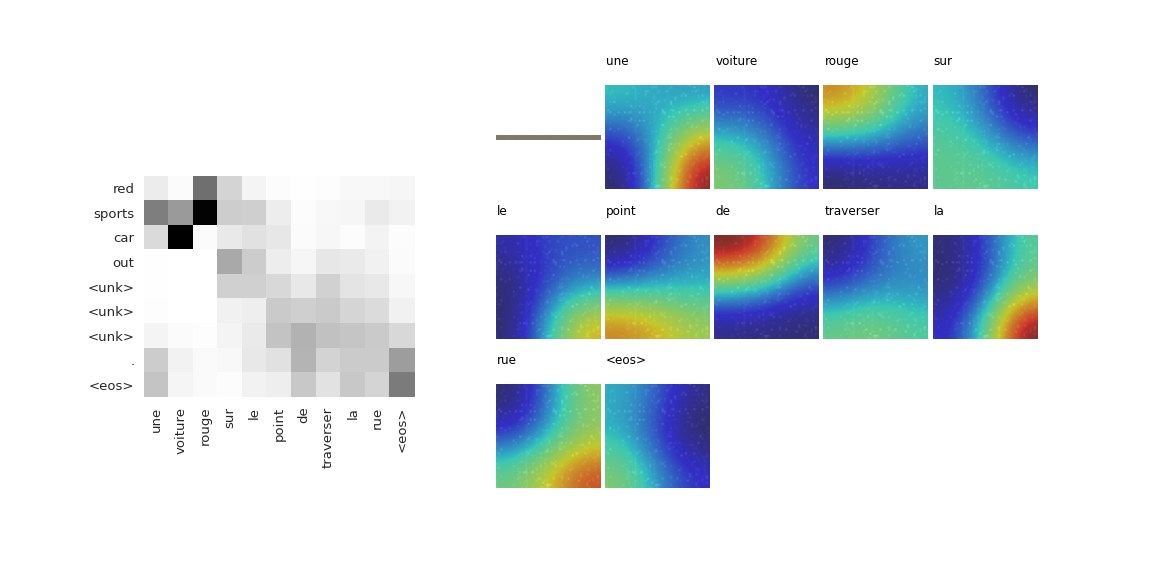 red
sports
car
out
<unk>
<unk>
<unk>
.
<eos>
une voiture rouge sur le point de traverser la rue <eos>
une voiture rouge sur
le point de traverser la
rue <eos>